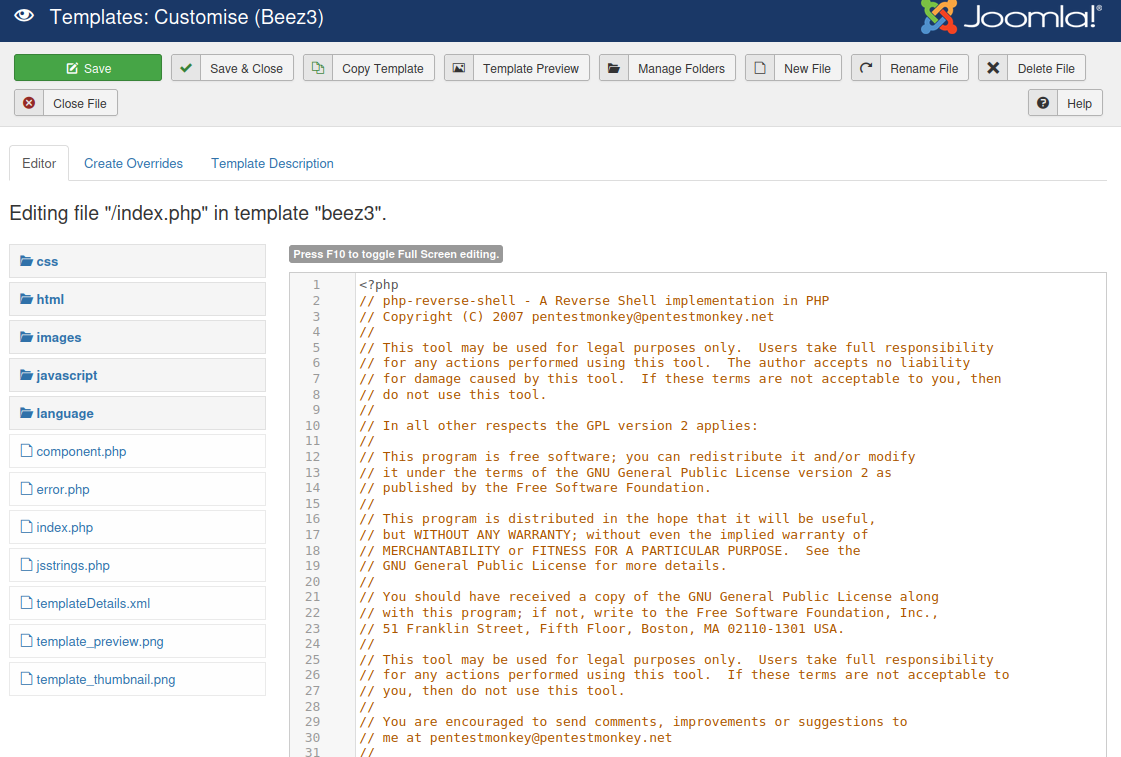 Templates: Customise (Beez3)
Joomla!®
Save
Save & Close
Copy Template
Template Preview
Manage Folders
New File
Rename File
Delete File
Close File
Help
Editor
Create Overrides
Template Description
Editing file "/index.php" in template "beez3".
css
html
images
javascript
language
component.php
error.php
index.php
jsstrings.php
templateDetails.xml
template_preview.png
template_thumbnail.png
Press F10 to toggle Full Screen editing.
1 <?php
2 // php-reverse-shell - A Reverse Shell implementation in PHP
3 // Copyright (C) 2007 pentestmonkey@pentestmonkey.net
4 //
5 // This tool may be used for legal purposes only.  Users take full responsibility
6 // for any actions performed using this tool.  The author accepts no liability
7 // for damage caused by this tool.  If these terms are not acceptable to you, then
8 // do not use this tool.
9 //
10 // In all other respects the GPL version 2 applies:
11 //
12 // This program is free software; you can redistribute it and/or modify
13 // it under the terms of the GNU General Public License version 2 as
14 // published by the Free Software Foundation.
15 //
16 // This program is distributed in the hope that it will be useful,
17 // but WITHOUT ANY WARRANTY; without even the implied warranty of
18 // MERCHANTABILITY or FITNESS FOR A PARTICULAR PURPOSE.  See the
19 // GNU General Public License for more details.
20 //
21 // You should have received a copy of the GNU General Public License along
22 // with this program; if not, write to the Free Software Foundation, Inc.,
23 // 51 Franklin Street, Fifth Floor, Boston, MA 02110-1301 USA.
24 //
25 // This tool may be used for legal purposes only.  Users take full responsibility
26 // for any actions performed using this tool.  If these terms are not acceptable to
27 // you, then do not use this tool.
28 //
29 // You are encouraged to send comments, improvements or suggestions to
30 // me at pentestmonkey@pentestmonkey.net
31 //